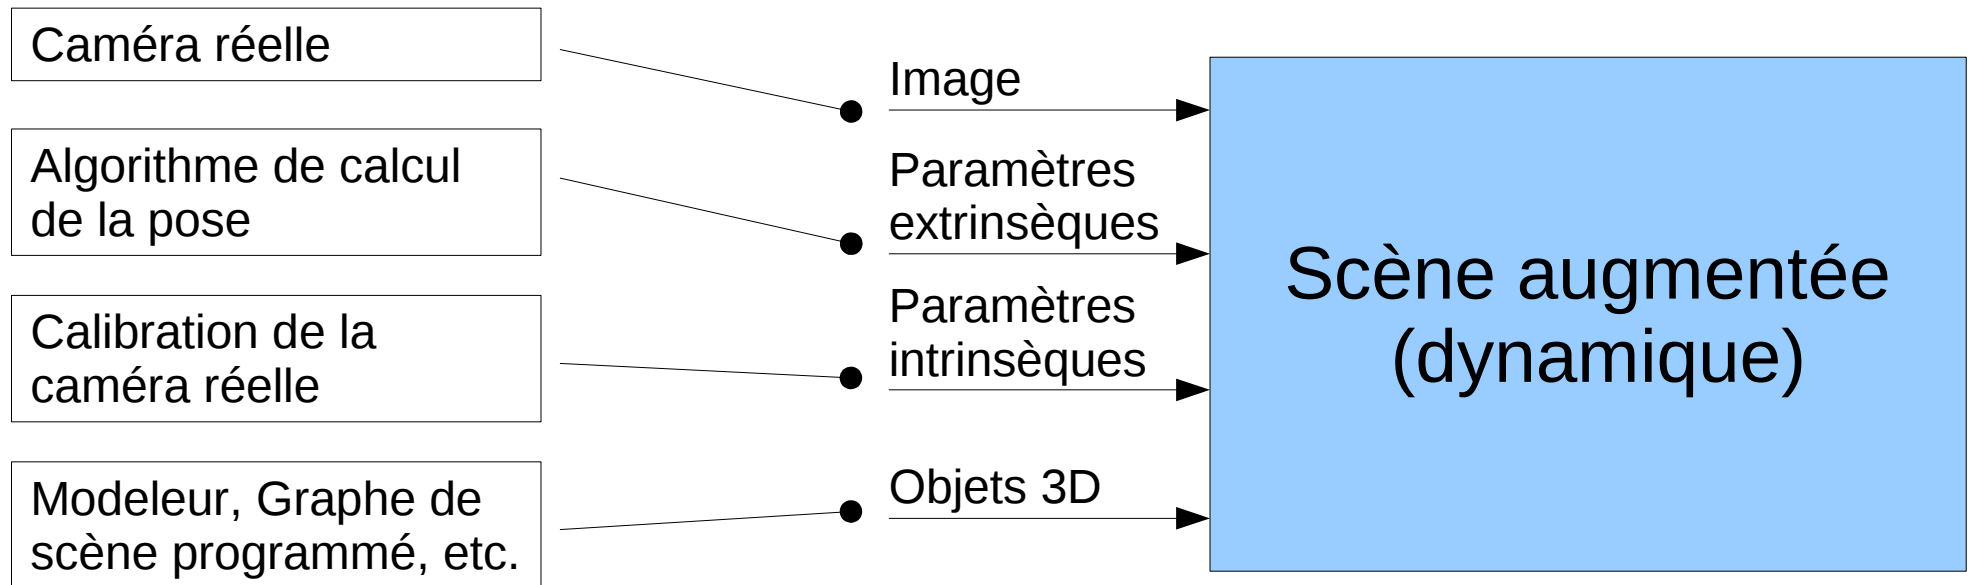 Caméra réelle
Algorithme de calcul
de la pose
Calibration de la
caméra réelle
Modeleur, Graphe de
scène programmé, etc.
Image
Paramètres
extrinsèques
Paramètres
intrinsèques
Objets 3D
Scène augmentée
(dynamique)